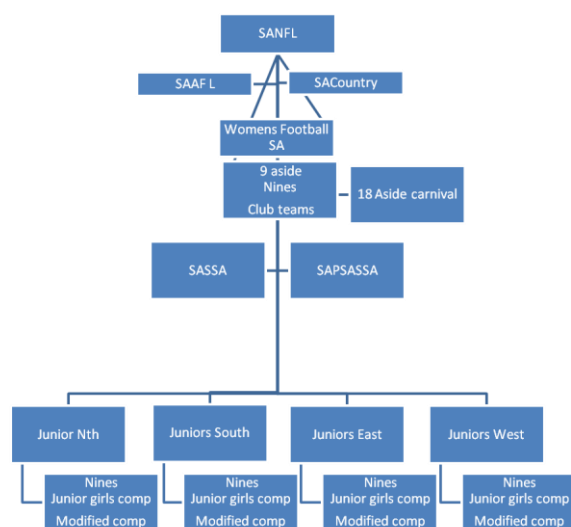 SANFL
SAAF L
SACountry
Womens Football
SA
9 aside
Nines
Club teams
18 Aside carnival
SASSA
SAPSASSA
Junior Nth
Juniors South
Juniors East
Juniors West
Nines
Junior girls comp
Modified comp
Nines
Junior girls comp
Modified comp
Nines
Junior girls comp
Modified comp
Nines
Junior girls comp
Modified comp